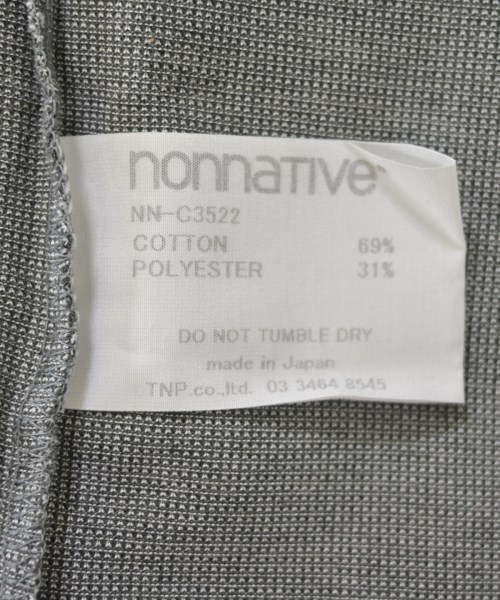 nonnative
NN-C3522
COTTON 69%
POLYESTER 31%
DO NOT TUMBLE DRY
made in Japan
TNP.co.,ltd. 03 3464 8545